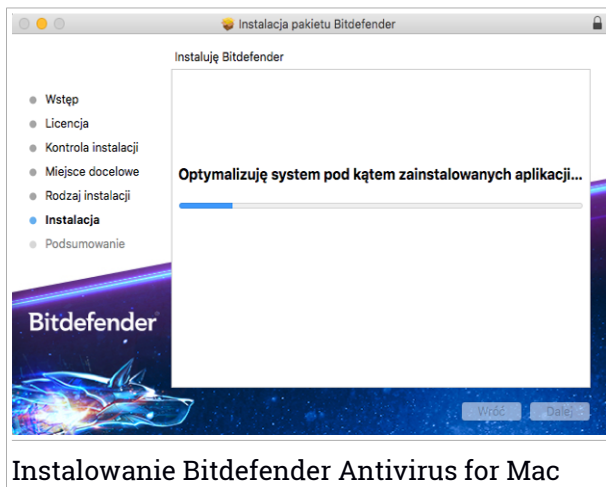 Instalacja pakietu Bitdefender
Instaluję Bitdefender
Wstęp
Licencja
Kontrola instalacji
Miejsce docelowe
Rodzaj instalacji
Instalacja
Podsumowanie
Optymalizuję system pod kątem zainstalowanych aplikacji...
Bitdefender
Wróć
Dalej
Instalowanie Bitdefender Antivirus for Mac